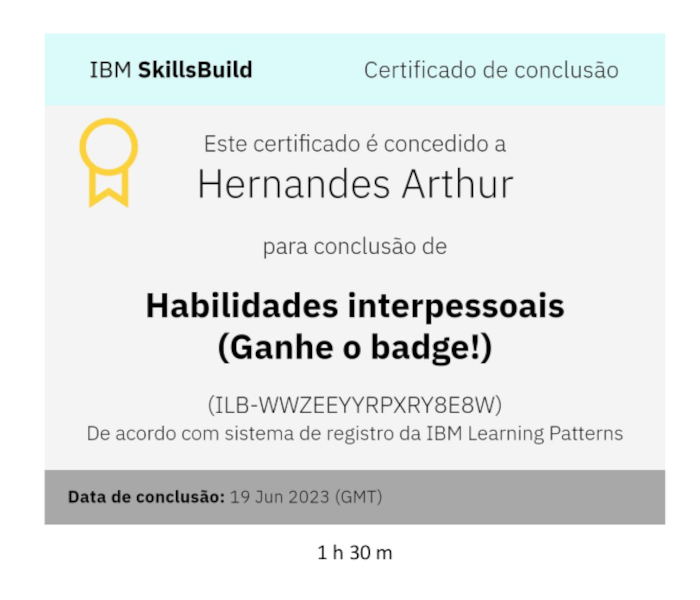 IBM SkillsBuild
Certificado de conclusão
Este certificado é concedido a
Hernandes Arthur
para conclusão de
Habilidades interpessoais
(Ganhe o badge!)
(ILB-WWZEEYYRPXRY8E8W)
De acordo com sistema de registro da IBM Learning Patterns
Data de conclusão: 19 Jun 2023 (GMT)
1 h 30 m